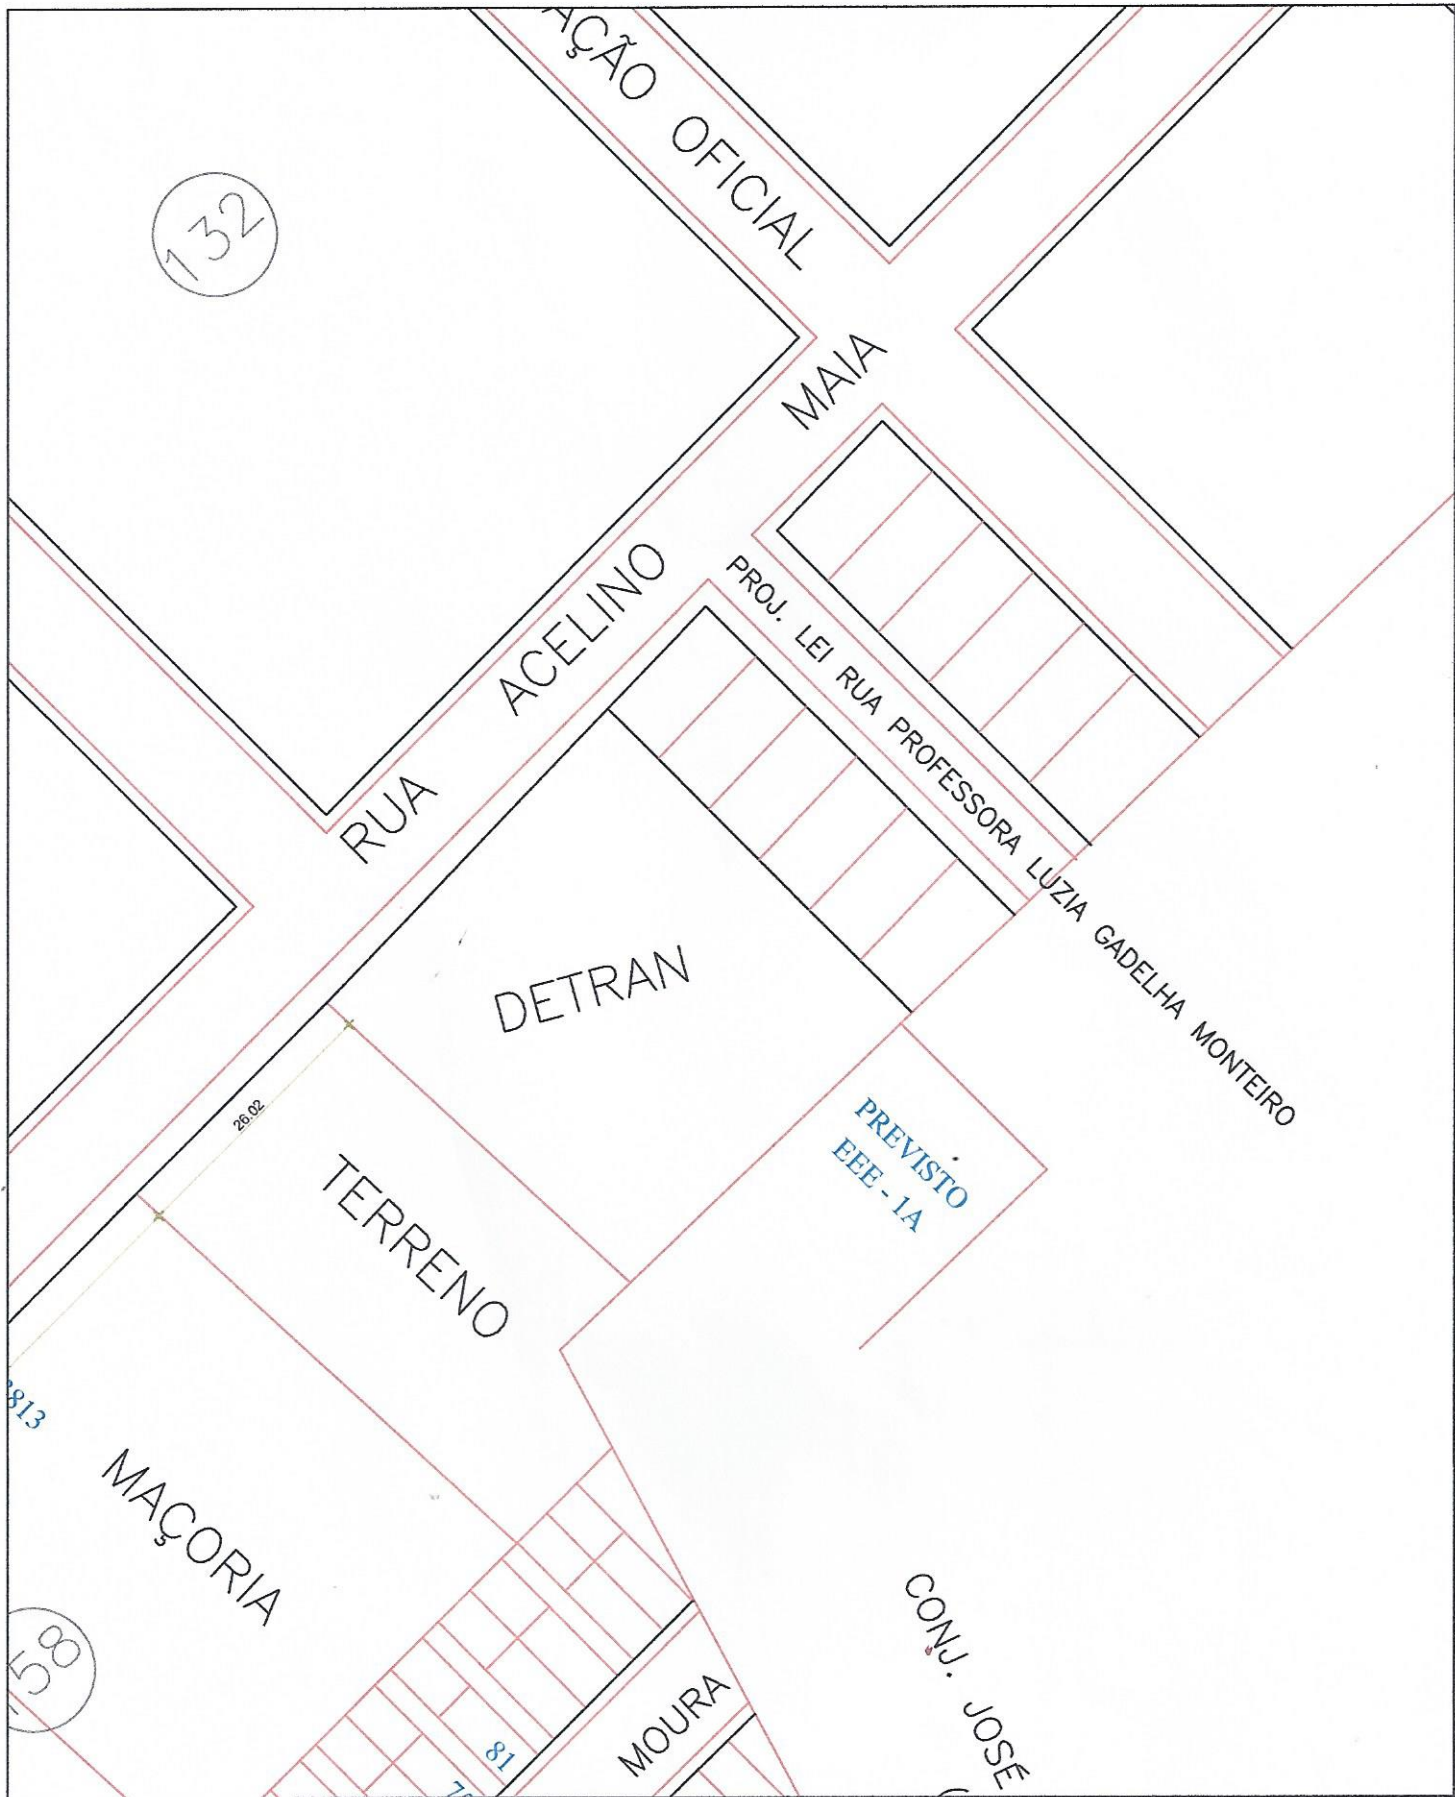 AÇÃO OFICIAL
132
MAIA
ACELINO
RUA
PROJ. LEI RUA PROFESSORA LUZIA GADELHA MONTEIRO
DETRAN
26.02
PREVISTO
EEE - 1A
TERRENO
813
MAÇORIA
58
CONJ. JOSÉ
MOURA
81